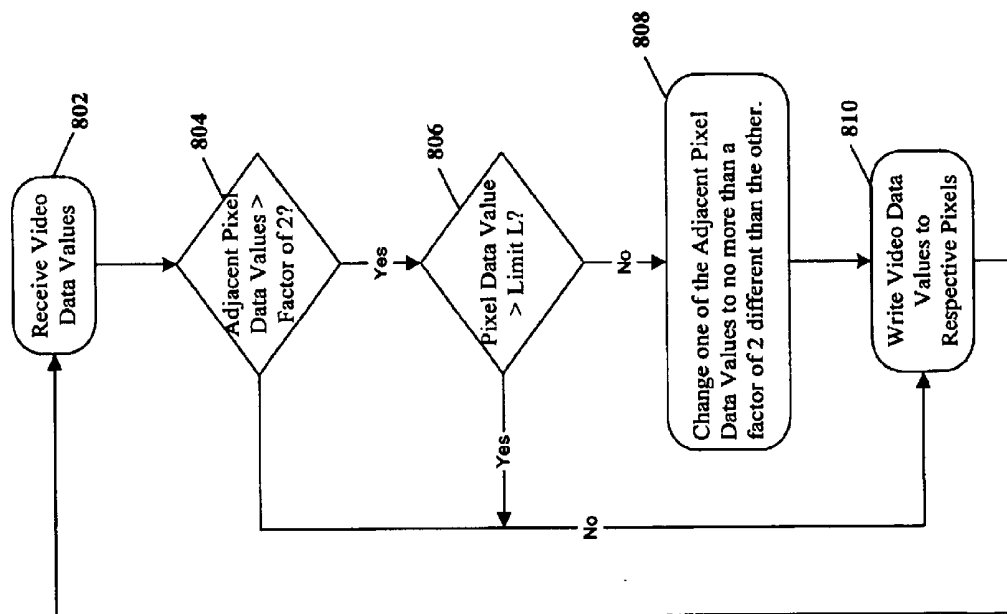 802
Receive Video
Data Values
804
Adjacent Pixel
Data Values >
Factor of 2?
Yes
806
Pixel Data Value
> Limit L?
Yes
No
808
Change one of the Adjacent Pixel
Data Values to no more than a
factor of 2 different than the other.
No
810
Write Video Data
Values to
Respective Pixels